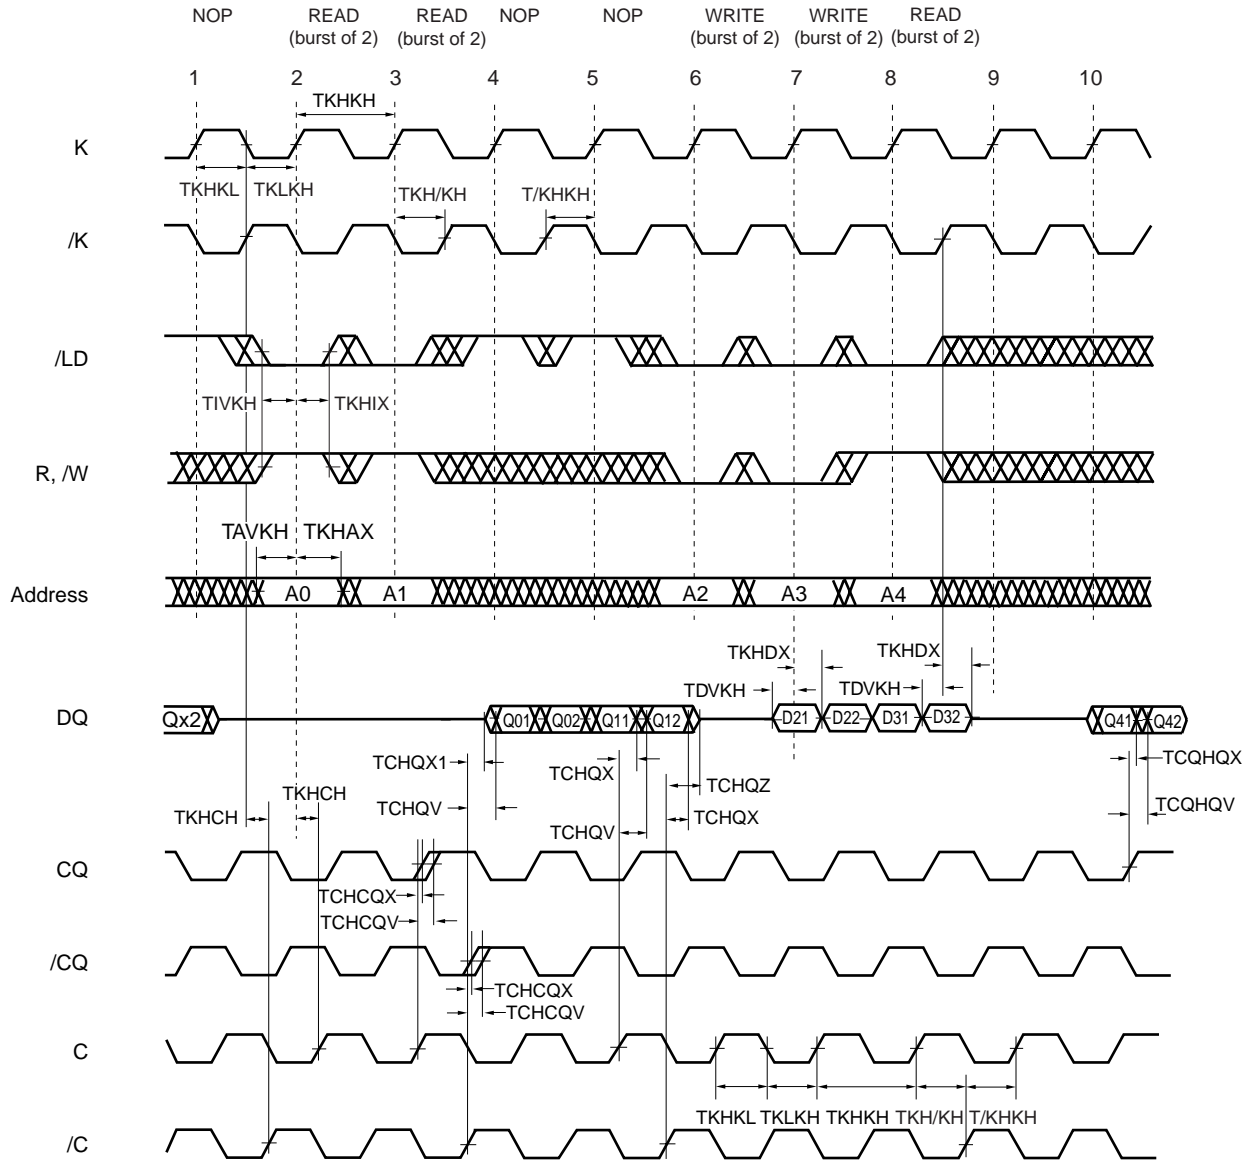 NOP READ READ NOP NOP WRITE WRITE READ
(burst of 2) (burst of 2) (burst of 2) (burst of 2) (burst of 2)
1 2 3 4 5 6 7 8 9 10
TKHKH
K
TKHKL TKLKH TKH/KH T/KHKH
/K
/LD
TIVKH TKHIX
R, /W
TAVKH TKHAX
Address A0 A1 A2 A3 A4
TKHDX TKHDX
TDVKH TDVKH
DQ Qx2 Q01 Q02 Q11 Q12 D21 D22 D31 D32 Q41 Q42
TCHQX1 TCHQX TCHQZ TCQHQX
TKHCH TKHCH TCHQV TCHQV TCHQX TCQHQV
CQ
TCHCQX
TCHCQV
/CQ
TCHCQX
TCHCQV
C
TKHKL TKLKH TKHKH TKH/KH T/KHKH
/C